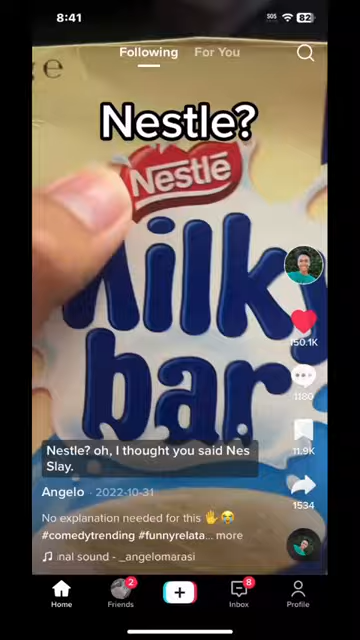 8:41
SOS
82
Following For You
e
Nestle?
Nestlé
Milky
bar
150.1K
1180
11.9K
1534
Nestle? oh, I thought you said Nes
Slay.
Angelo · 2022-10-31
No explanation needed for this 🖐😭
#comedytrending #funnyrelata... more
nal sound - _angelomarasi
2
8
Home
Friends
Inbox
Profile